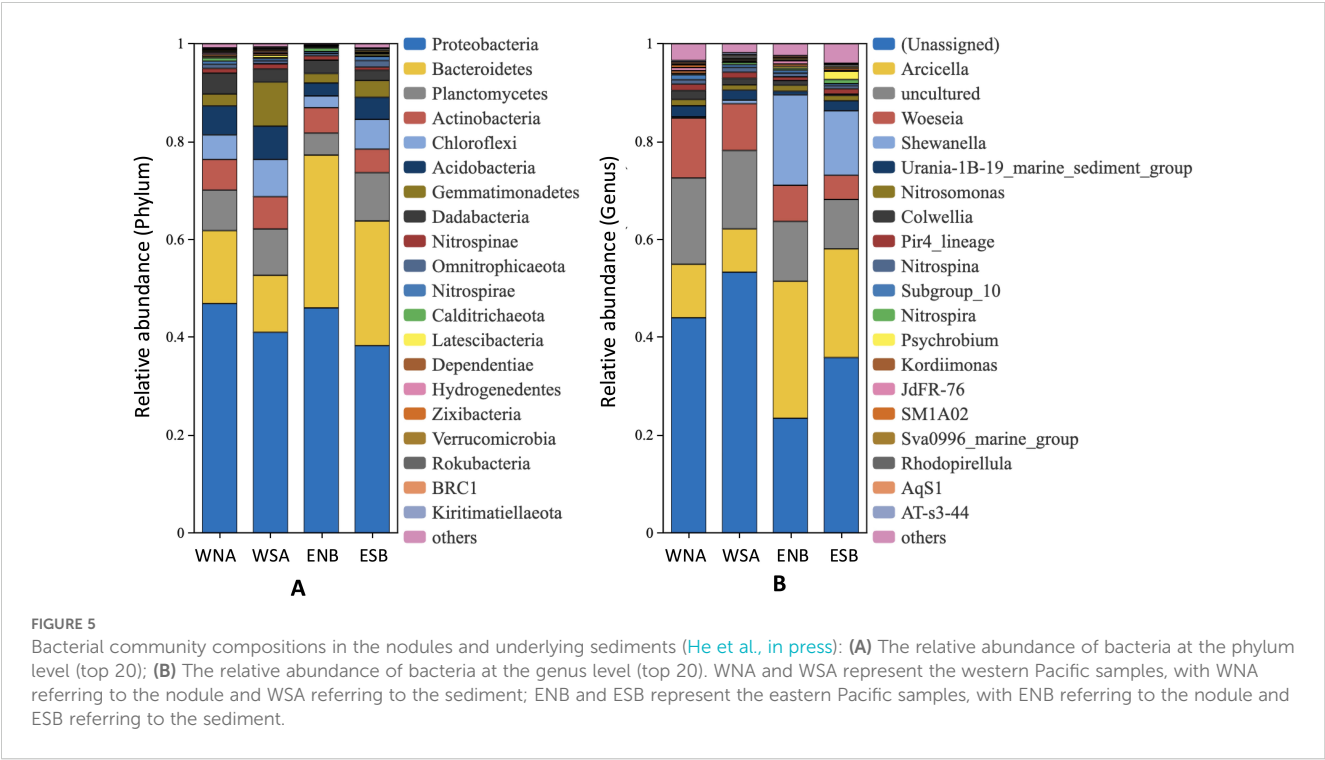 Relative abundance (Phylum)
1
0.8
0.6
0.4
0.2
0
WNA WSA ENB ESB
A
Proteobacteria
Bacteroidetes
Planctomycetes
Actinobacteria
Chloroflexi
Acidobacteria
Gemmatimonadetes
Dadabacteria
Nitrospinae
Omnitrophicaeota
Nitrospirae
Calditrichaeota
Latescibacteria
Dependentiae
Hydrogenedentes
Zixibacteria
Verrucomicrobia
Rokubacteria
BRC1
Kiritimatiellaeota
others
Relative abundance (Genus)
1
0.8
0.6
0.4
0.2
0
WNA WSA ENB ESB
B
(Unassigned)
Arcicella
uncultured
Woeseia
Shewanella
Urania-1B-19_marine_sediment_group
Nitrosomonas
Colwellia
Pir4_lineage
Nitrospina
Subgroup_10
Nitrospira
Psychrobium
Kordiimonas
JdFR-76
SM1A02
Sva0996_marine_group
Rhodopirellula
AqS1
AT-s3-44
others
FIGURE 5
Bacterial community compositions in the nodules and underlying sediments (He et al., in press): (A) The relative abundance of bacteria at the phylum
level (top 20); (B) The relative abundance of bacteria at the genus level (top 20). WNA and WSA represent the western Pacific samples, with WNA
referring to the nodule and WSA referring to the sediment; ENB and ESB represent the eastern Pacific samples, with ENB referring to the nodule and
ESB referring to the sediment.